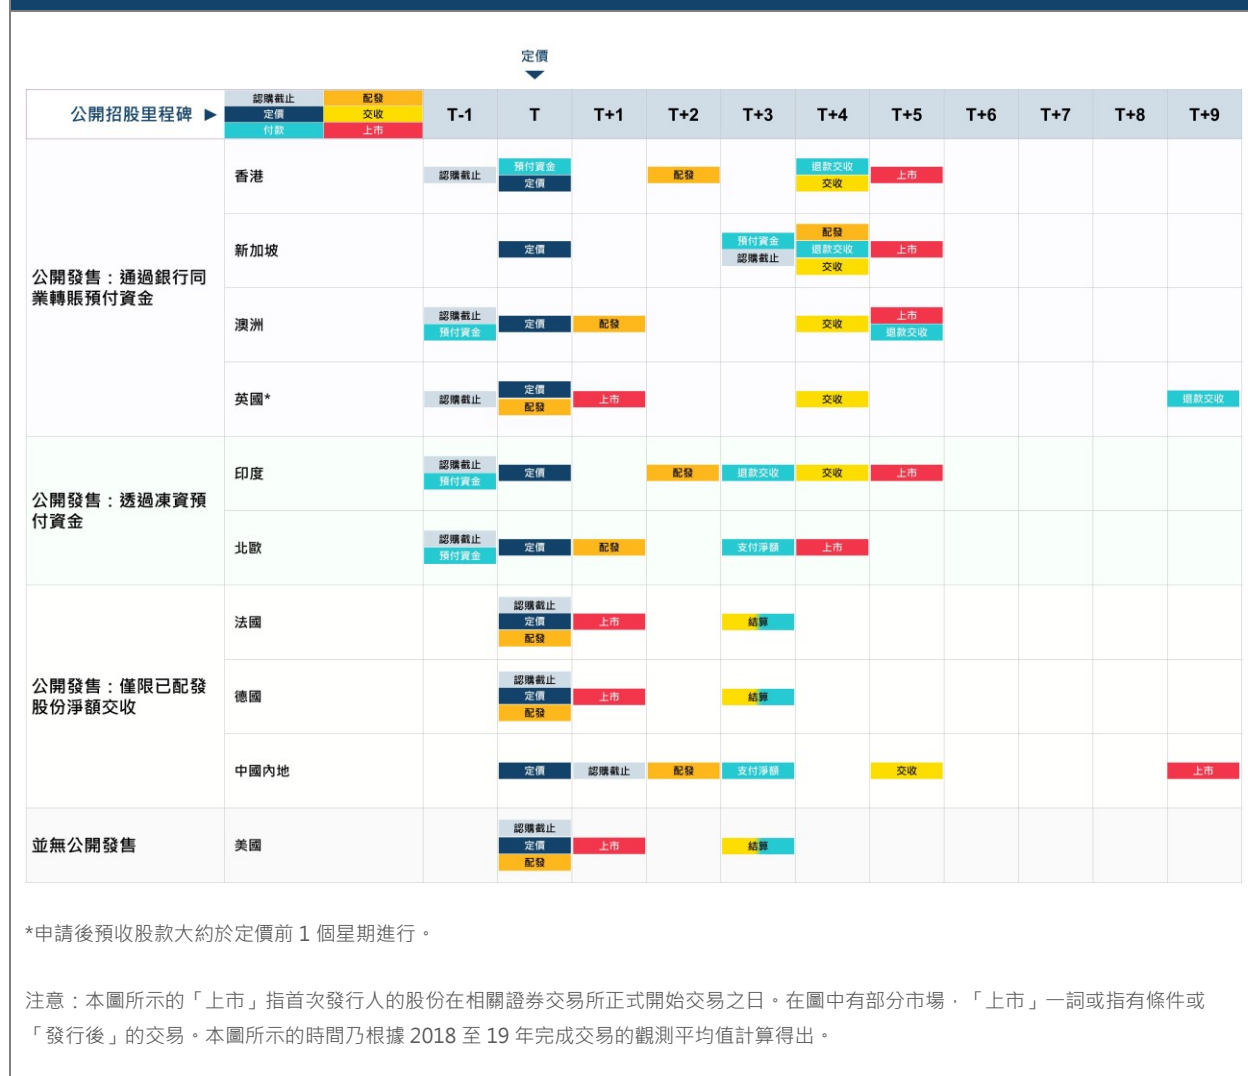 定價
公開招股里程碑 ▶
認購截止 配發
定價 交收
付款 上市
T-1 T T+1 T+2 T+3 T+4 T+5 T+6 T+7 T+8 T+9
公開發售：通過銀行同
業轉賬預付資金
香港
認購截止
預付資金
定價
配發
退款交收
交收
上市
新加坡
定價
預付資金
認購截止
配發
退款交收
交收
上市
澳洲
認購截止
預付資金
定價
配發
交收
上市
退款交收
英國*
認購截止
定價
配發
上市
交收
退款交收
公開發售：透過凍資預
付資金
印度
認購截止
預付資金
定價
配發
退款交收
交收
上市
北歐
認購截止
預付資金
定價
配發
支付淨額
上市
公開發售：僅限已配發
股份淨額交收
法國
認購截止
定價
配發
上市
結算
德國
認購截止
定價
配發
上市
結算
中國內地
定價
認購截止
配發
支付淨額
交收
上市
並無公開發售
美國
認購截止
定價
配發
上市
結算
*申請後預收股款大約於定價前 1 個星期進行。
注意：本圖所示的「上市」指首次發行人的股份在相關證券交易所正式開始交易之日。在圖中有部分市場，「上市」一詞或指有條件或
「發行後」的交易。本圖所示的時間乃根據 2018 至 19 年完成交易的觀測平均值計算得出。